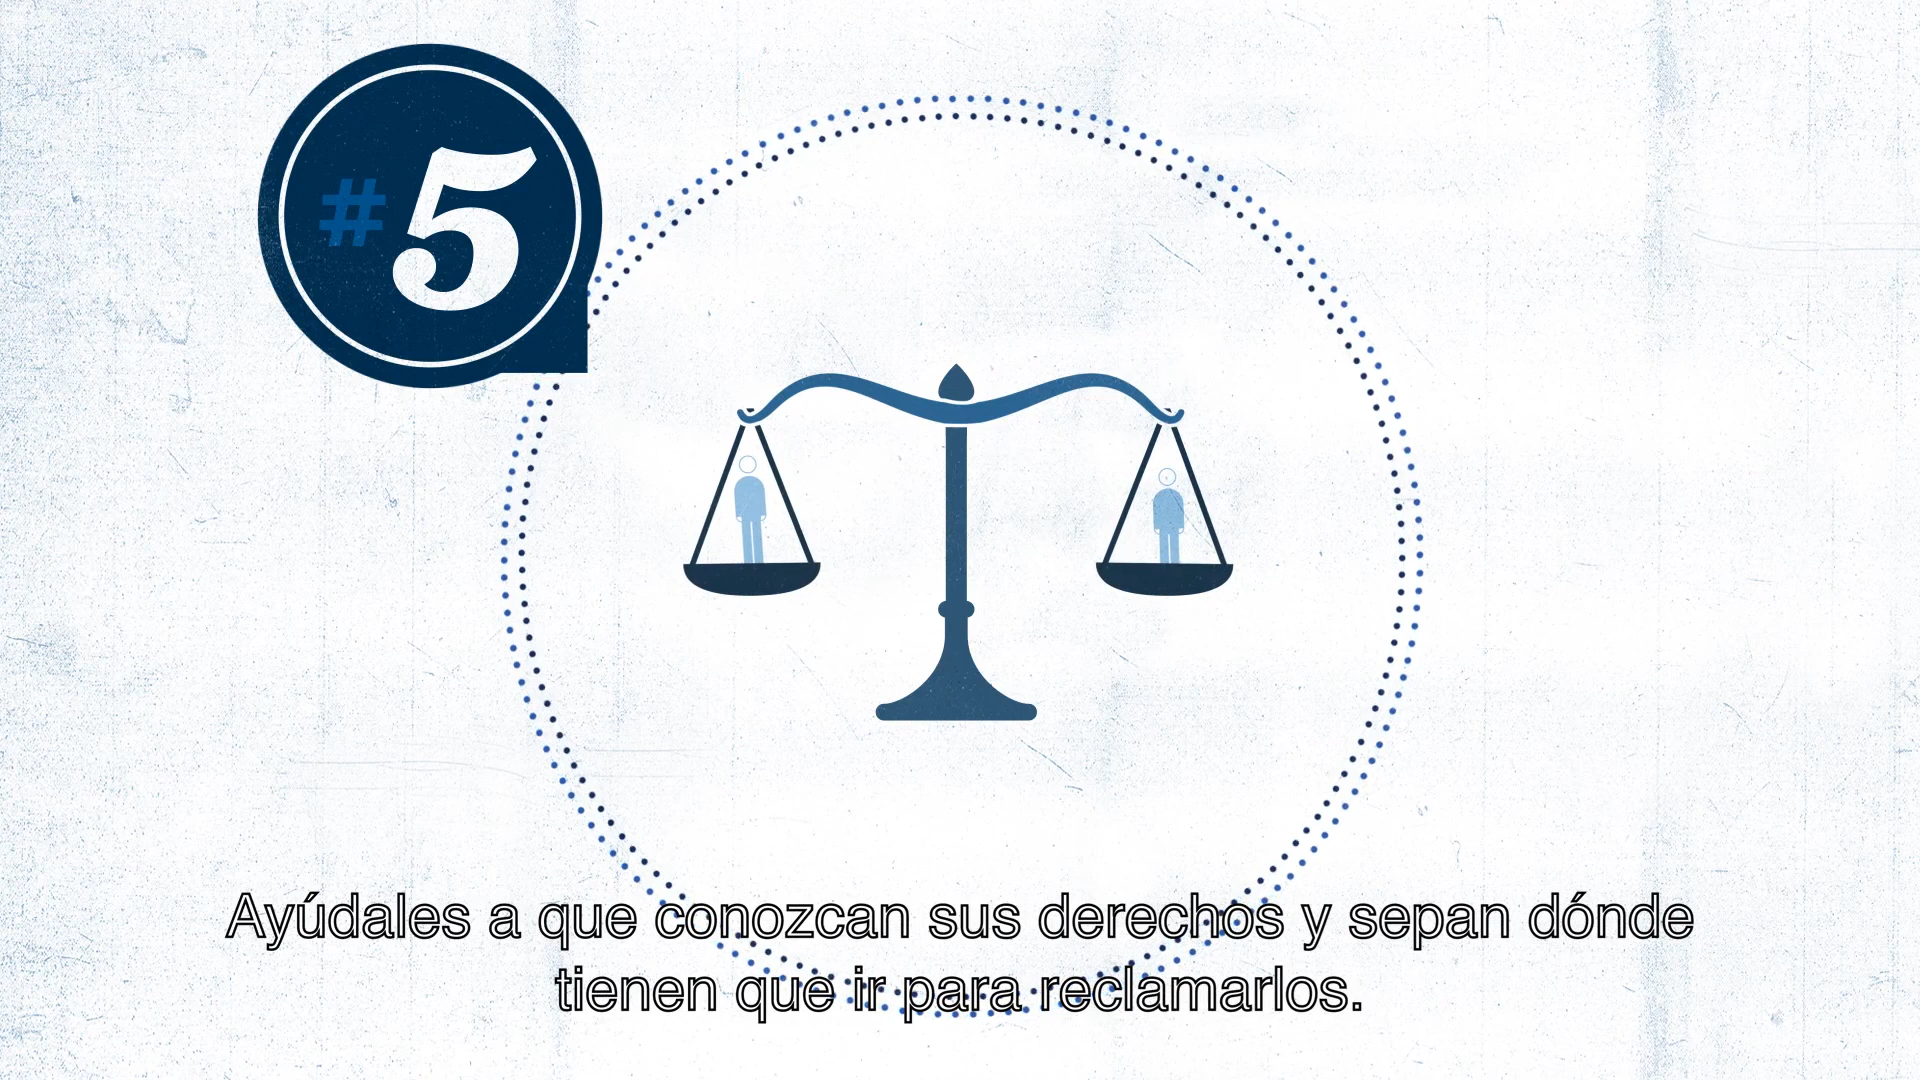 #5
Ayúdales a que conozcan sus derechos y sepan dónde
tienen que ir para reclamarlos.